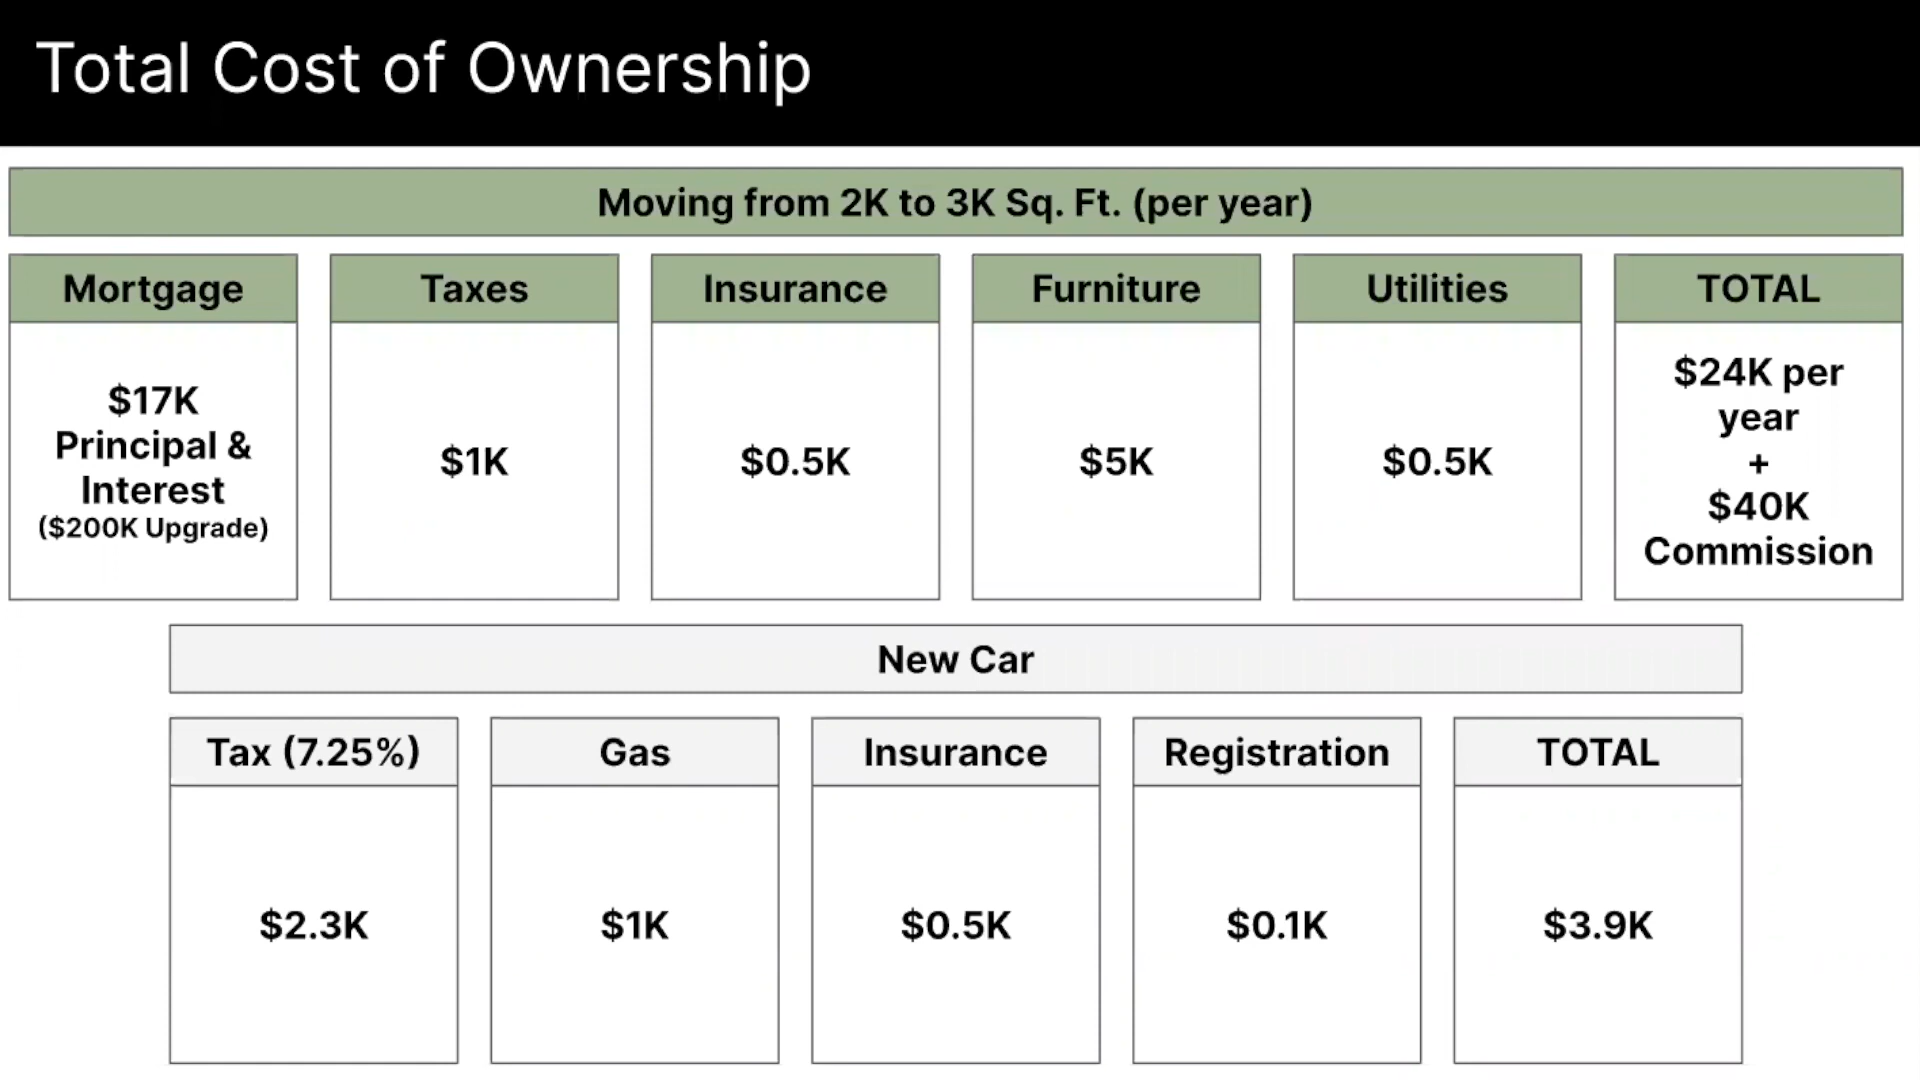 Total Cost of Ownership
Moving from 2K to 3K Sq. Ft. (per year)
Mortgage
$17K
Principal &
Interest
($200K Upgrade)
Taxes
$1K
Insurance
$0.5K
Furniture
$5K
Utilities
$0.5K
TOTAL
$24K per
year
+
$40K
Commission
New Car
Tax (7.25%)
$2.3K
Gas
$1K
Insurance
$0.5K
Registration
$0.1K
TOTAL
$3.9K